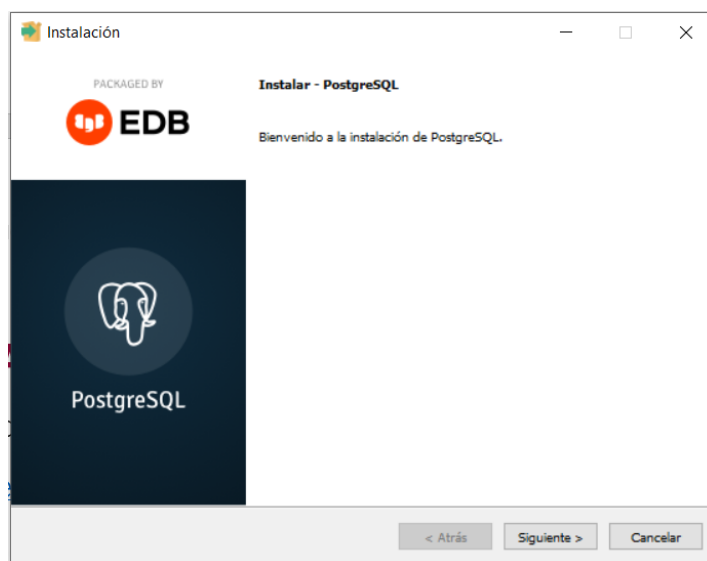 Instalación
PACKAGED BY
EDB
Instalar - PostgreSQL
Bienvenido a la instalación de PostgreSQL.
PostgreSQL
< Atrás
Siguiente >
Cancelar